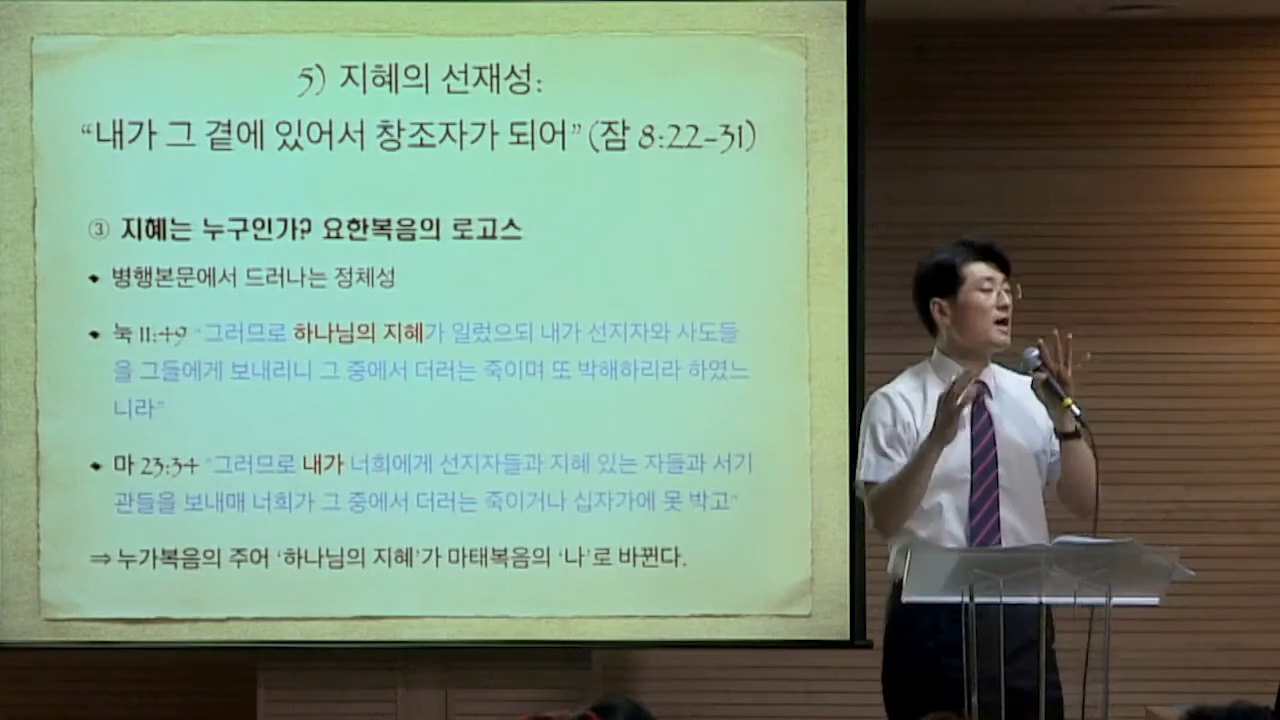 5) 지혜의 선재성:
“내가 그 곁에 있어서 창조자가 되어” (잠 8:22-31)
③ 지혜는 누구인가? 요한복음의 로고스
• 병행본문에서 드러나는 정체성
• 눅 11:49 “그러므로 하나님의 지혜가 일렀으되 내가 선지자와 사도들
을 그들에게 보내리니 그 중에서 더러는 죽이며 또 박해하리라 하였느
니라”
• 마 23:34 “그러므로 내가 너희에게 선지자들과 지혜 있는 자들과 서기
관들을 보내매 너희가 그 중에서 더러는 죽이거나 십자가에 못 박고”
⇒ 누가복음의 주어 ‘하나님의 지혜’가 마태복음의 ‘나’로 바뀐다.